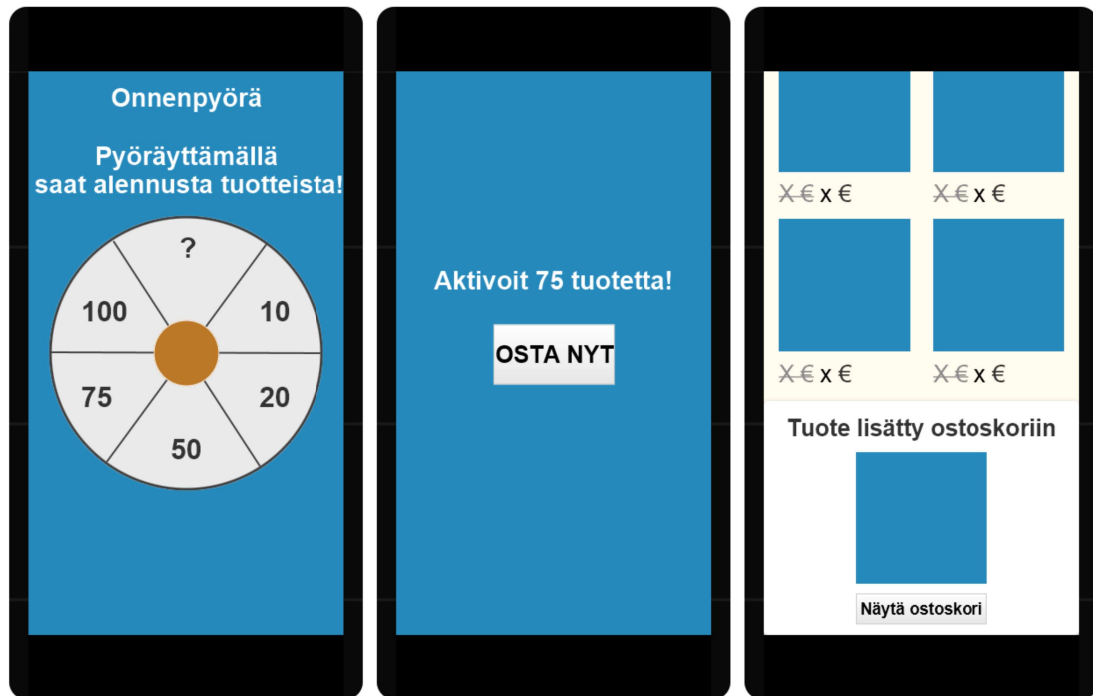 Onnenpyörä
Pyöräyttämällä
saat alennusta tuotteista!
?
100
10
75
20
50
Aktivoit 75 tuotetta!
OSTA NYT
X € x €
X € x €
X € x €
X € x €
Tuote lisätty ostoskoriin
Näytä ostoskori